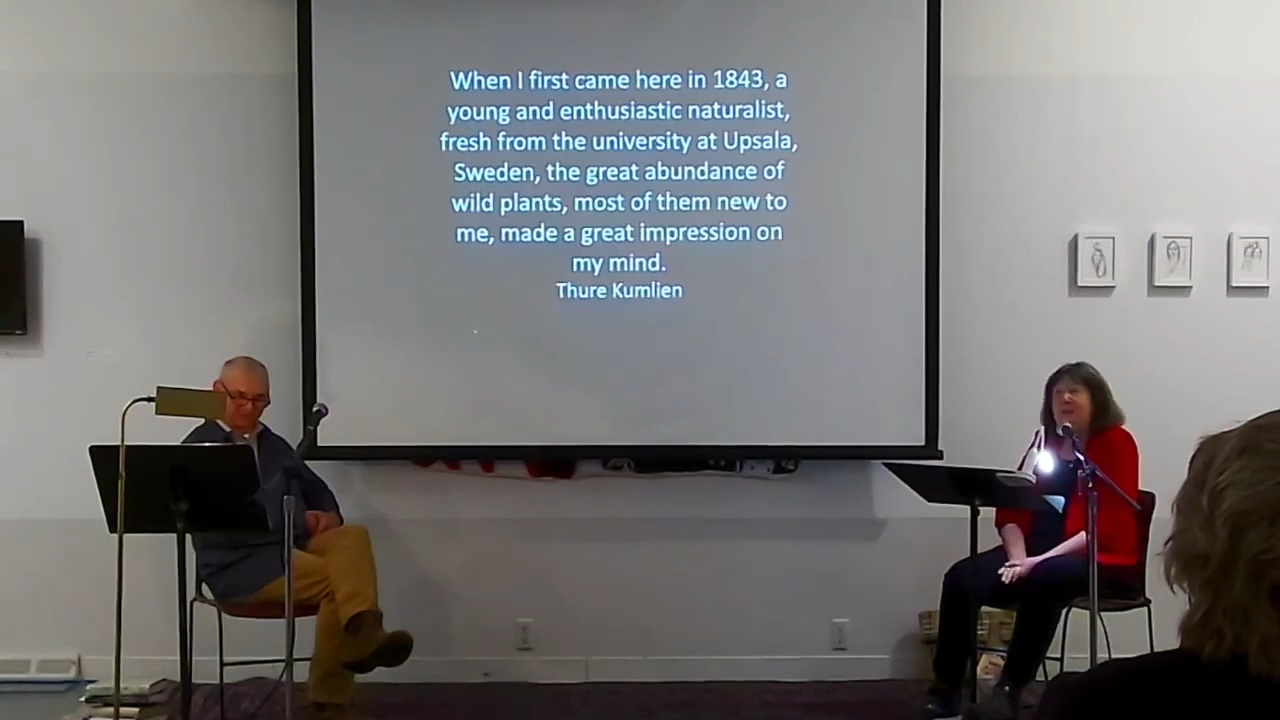 When I first came here in 1843, a
young and enthusiastic naturalist,
fresh from the university at Upsala,
Sweden, the great abundance of
wild plants, most of them new to
me, made a great impression on
my mind.
Thure Kumlien